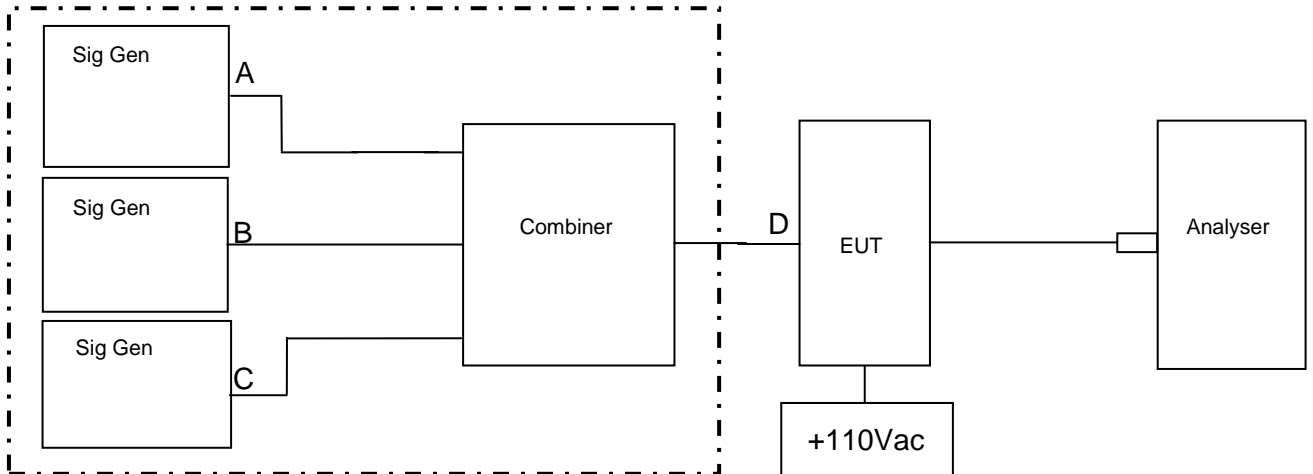 Sig Gen
A
Sig Gen
B
Sig Gen
C
Combiner
D
EUT
Analyser
+110Vac